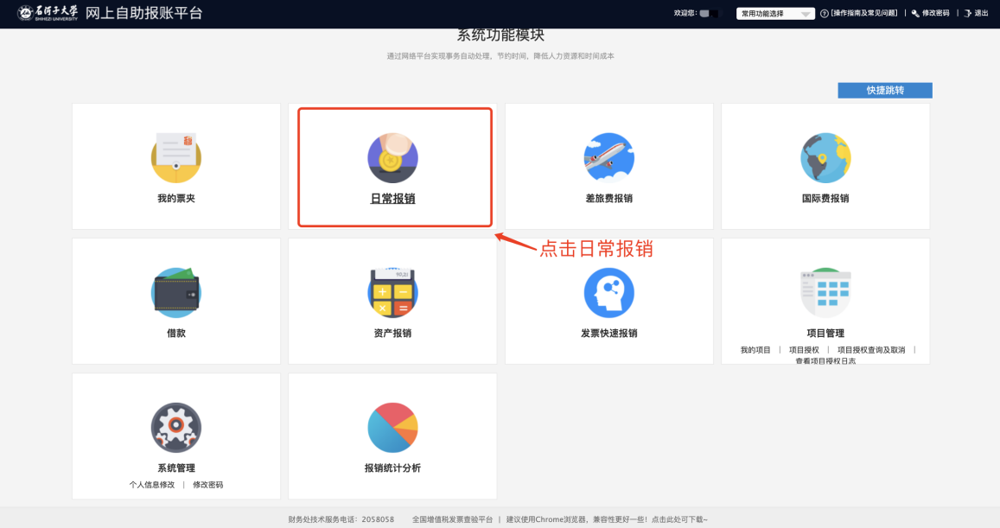 石河子大学 SHIHEZI UNIVERSITY 网上自助报账平台
欢迎您:
常用功能选择
[操作指南及常见问题] | 修改密码 | 退出
系统功能模块
通过网络平台实现事务自动处理, 节约时间, 降低人力资源和时间成本
快捷跳转
我的票夹
日常报销
差旅费报销
国际费报销
点击日常报销
借款
资产报销
发票快速报销
项目管理
我的项目 | 项目授权 | 项目授权查询及取消 |
查看项目授权日志
系统管理
个人信息修改 | 修改密码
报销统计分析
财务处技术服务电话: 2058058 全国增值税发票查验平台 | 建议使用Chrome浏览器, 兼容性更好一些! 点击此处可下载~